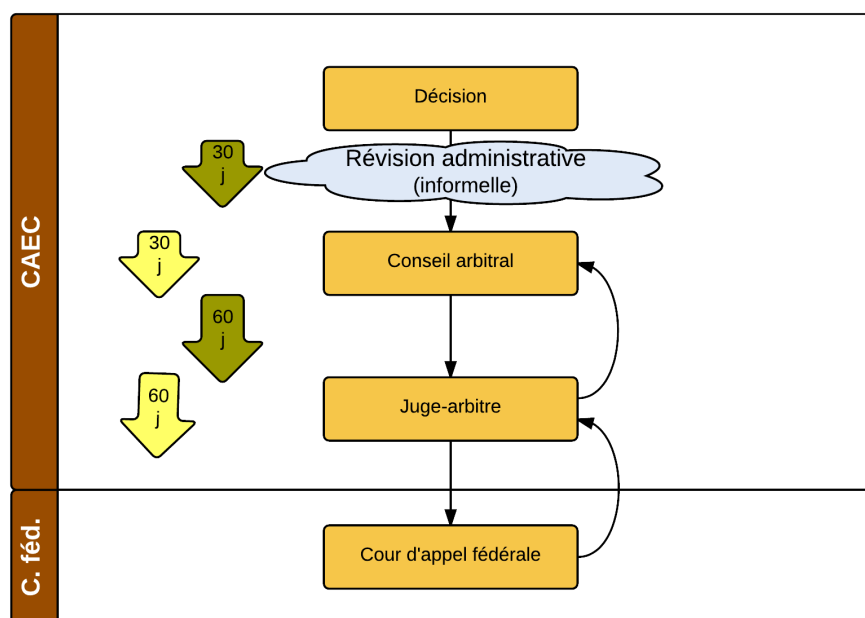 CAEC
Décision
30
j
Révision administrative
(informelle)
30
j
Conseil arbitral
60
j
60
j
Juge-arbitre
C. féd.
Cour d'appel fédérale